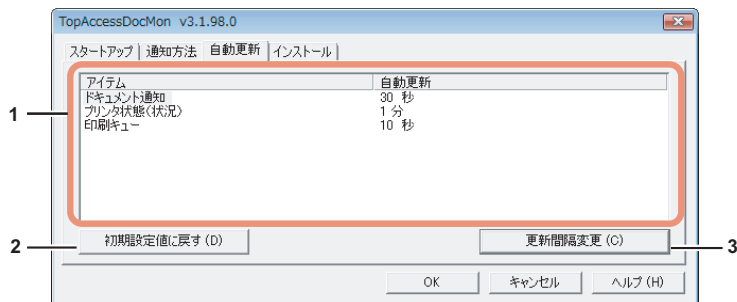 TopAccessDocMon v3.1.98.0
スタートアップ 通知方法 自動更新 インストール
アイテム 自動更新
ドキュメント通知 30 秒
プリンタ状態(状況) 1 分
印刷キュー 10 秒
1
2 初期設定値に戻す(D) 更新間隔変更(C) 3
OK キャンセル ヘルプ(H)